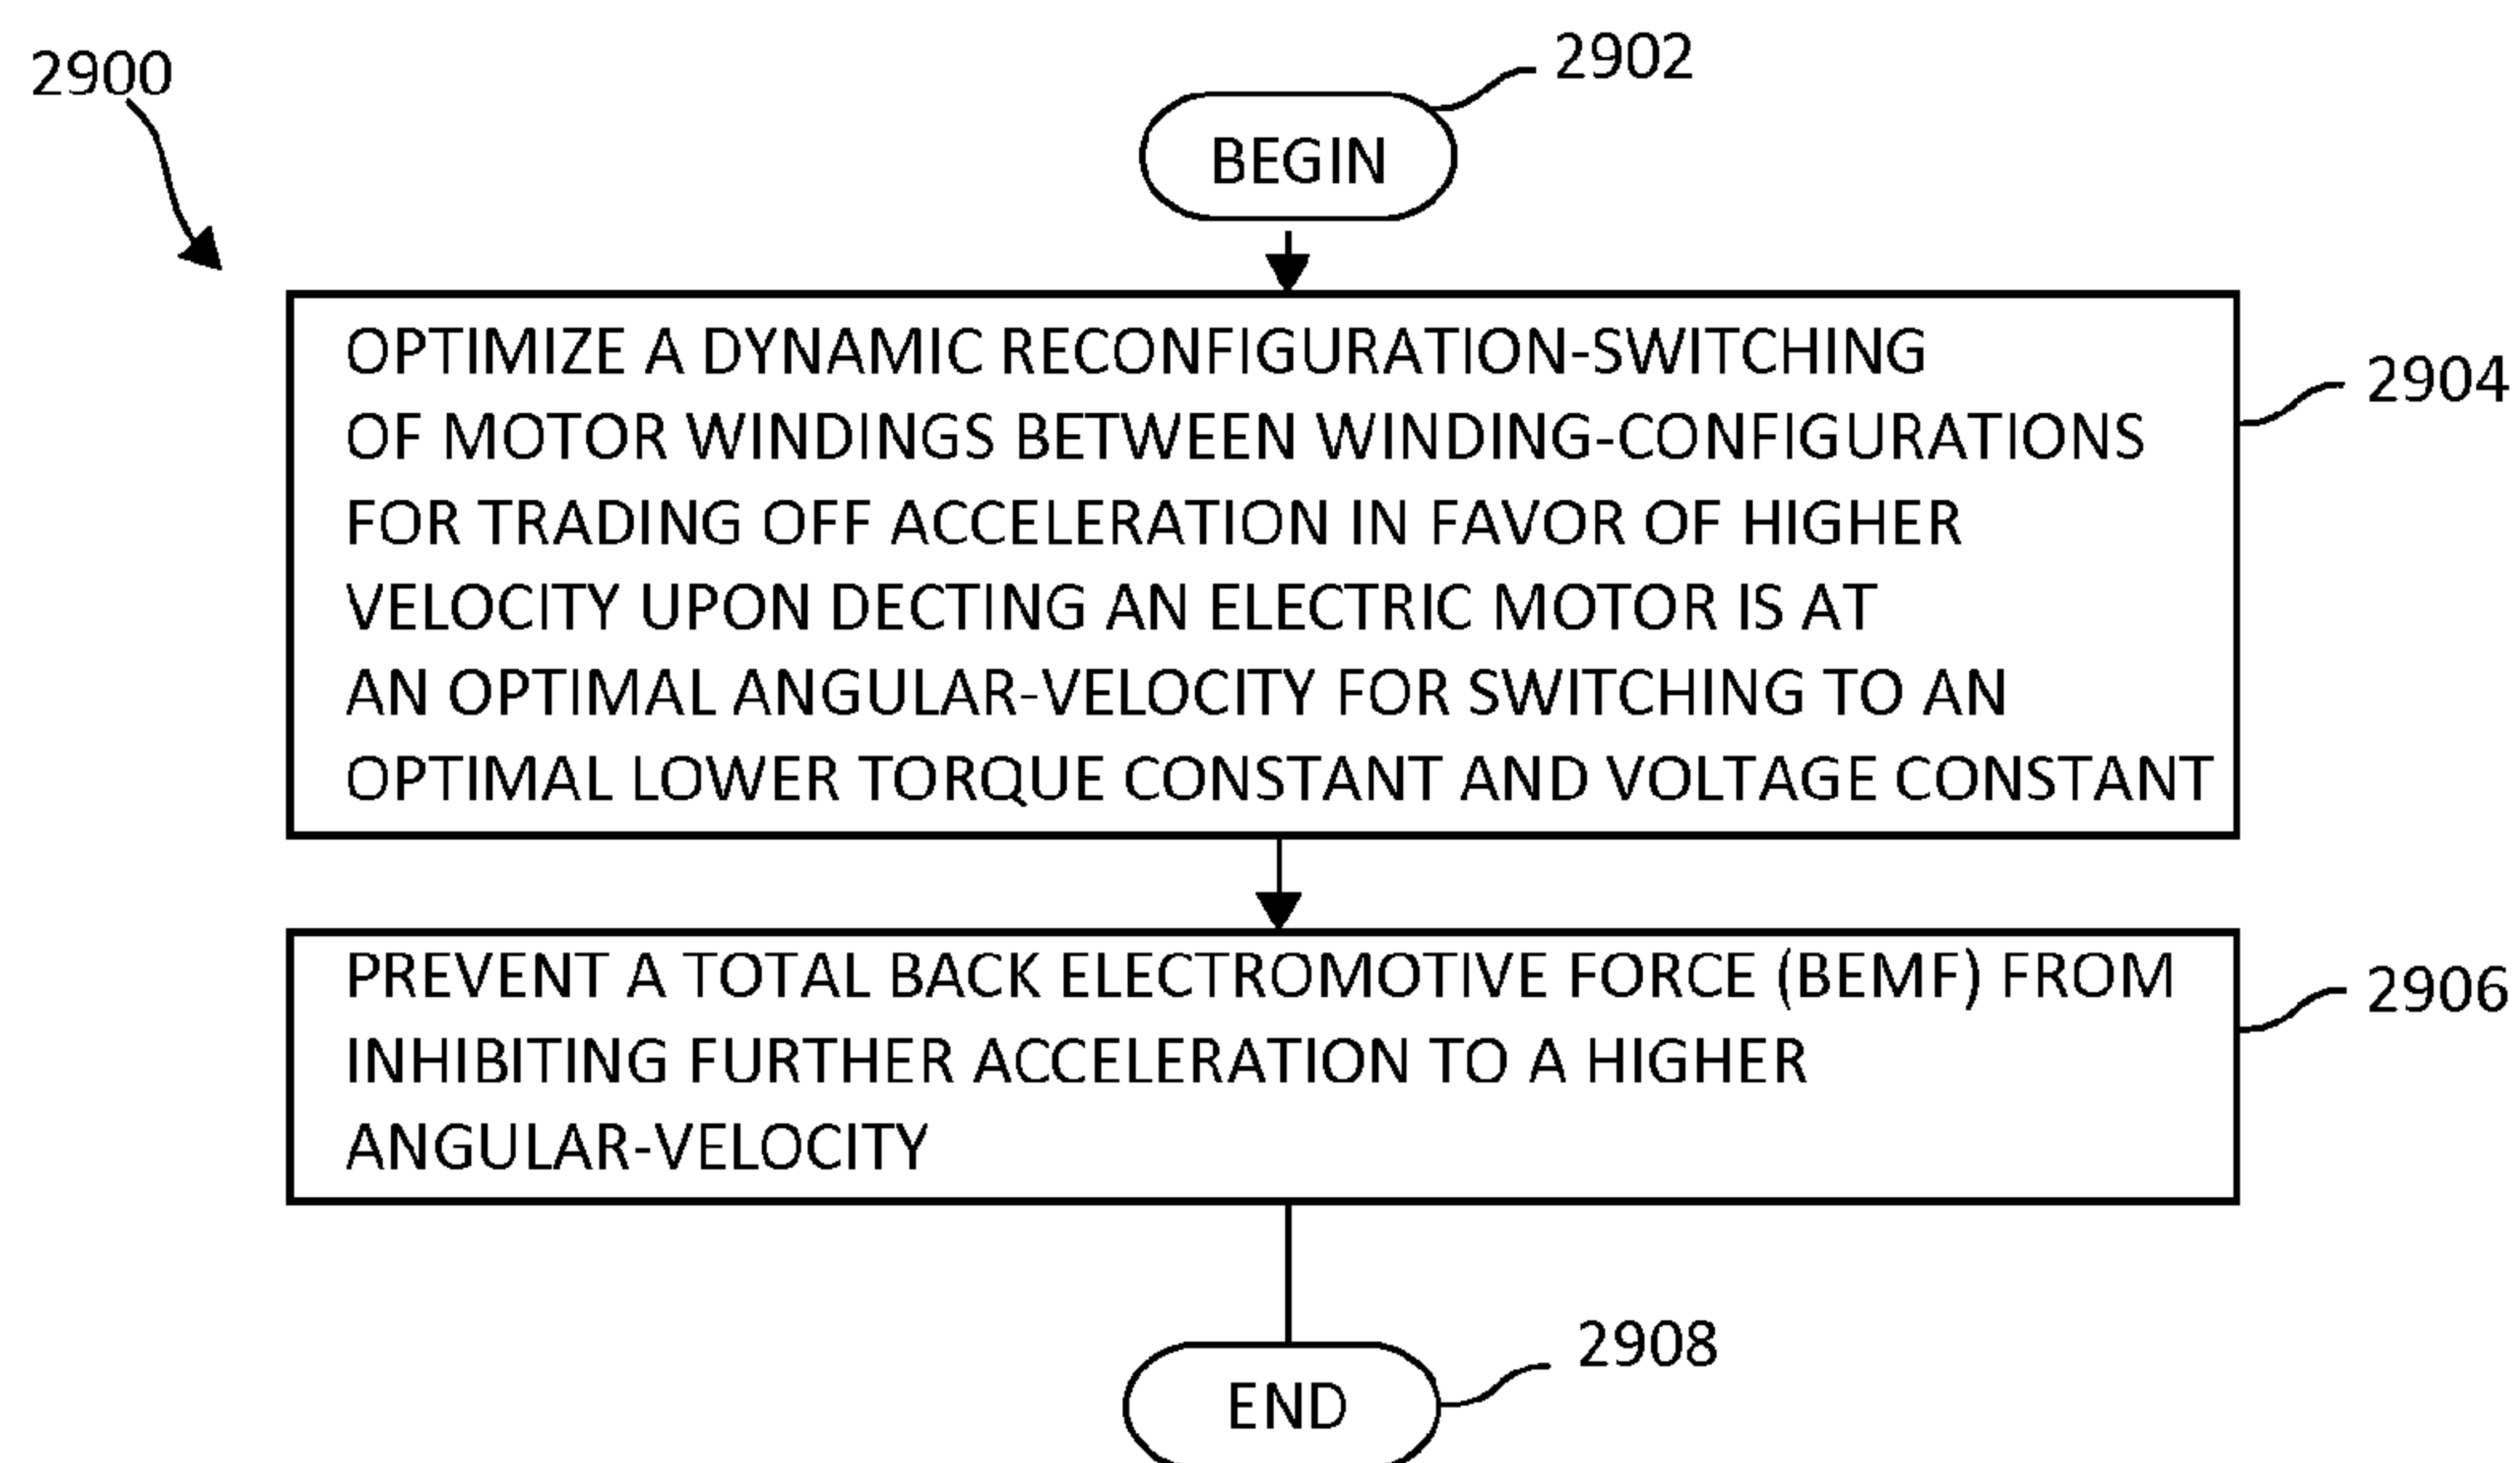 2900
2902
BEGIN
OPTIMIZE A DYNAMIC RECONFIGURATION-SWITCHING
OF MOTOR WINDINGS BETWEEN WINDING-CONFIGURATIONS
FOR TRADING OFF ACCELERATION IN FAVOR OF HIGHER
VELOCITY UPON DECTING AN ELECTRIC MOTOR IS AT
AN OPTIMAL ANGULAR-VELOCITY FOR SWITCHING TO AN
OPTIMAL LOWER TORQUE CONSTANT AND VOLTAGE CONSTANT
2904
PREVENT A TOTAL BACK ELECTROMOTIVE FORCE (BEMF) FROM
INHIBITING FURTHER ACCELERATION TO A HIGHER
ANGULAR-VELOCITY
2906
2908
END